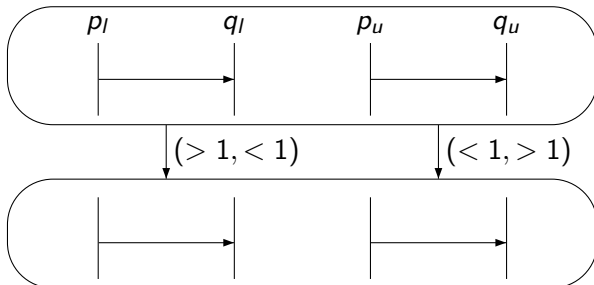 p_l q_l p_u q_u
(> 1, < 1) (< 1, > 1)